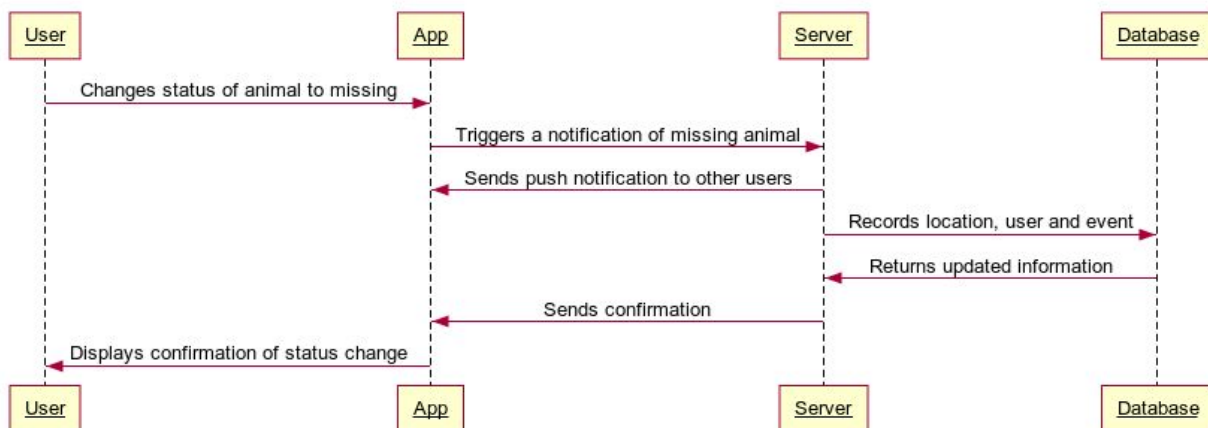 User
App
Server
Database
Changes status of animal to missing
Triggers a notification of missing animal
Sends push notification to other users
Records location, user and event
Returns updated information
Sends confirmation
Displays confirmation of status change
User
App
Server
Database